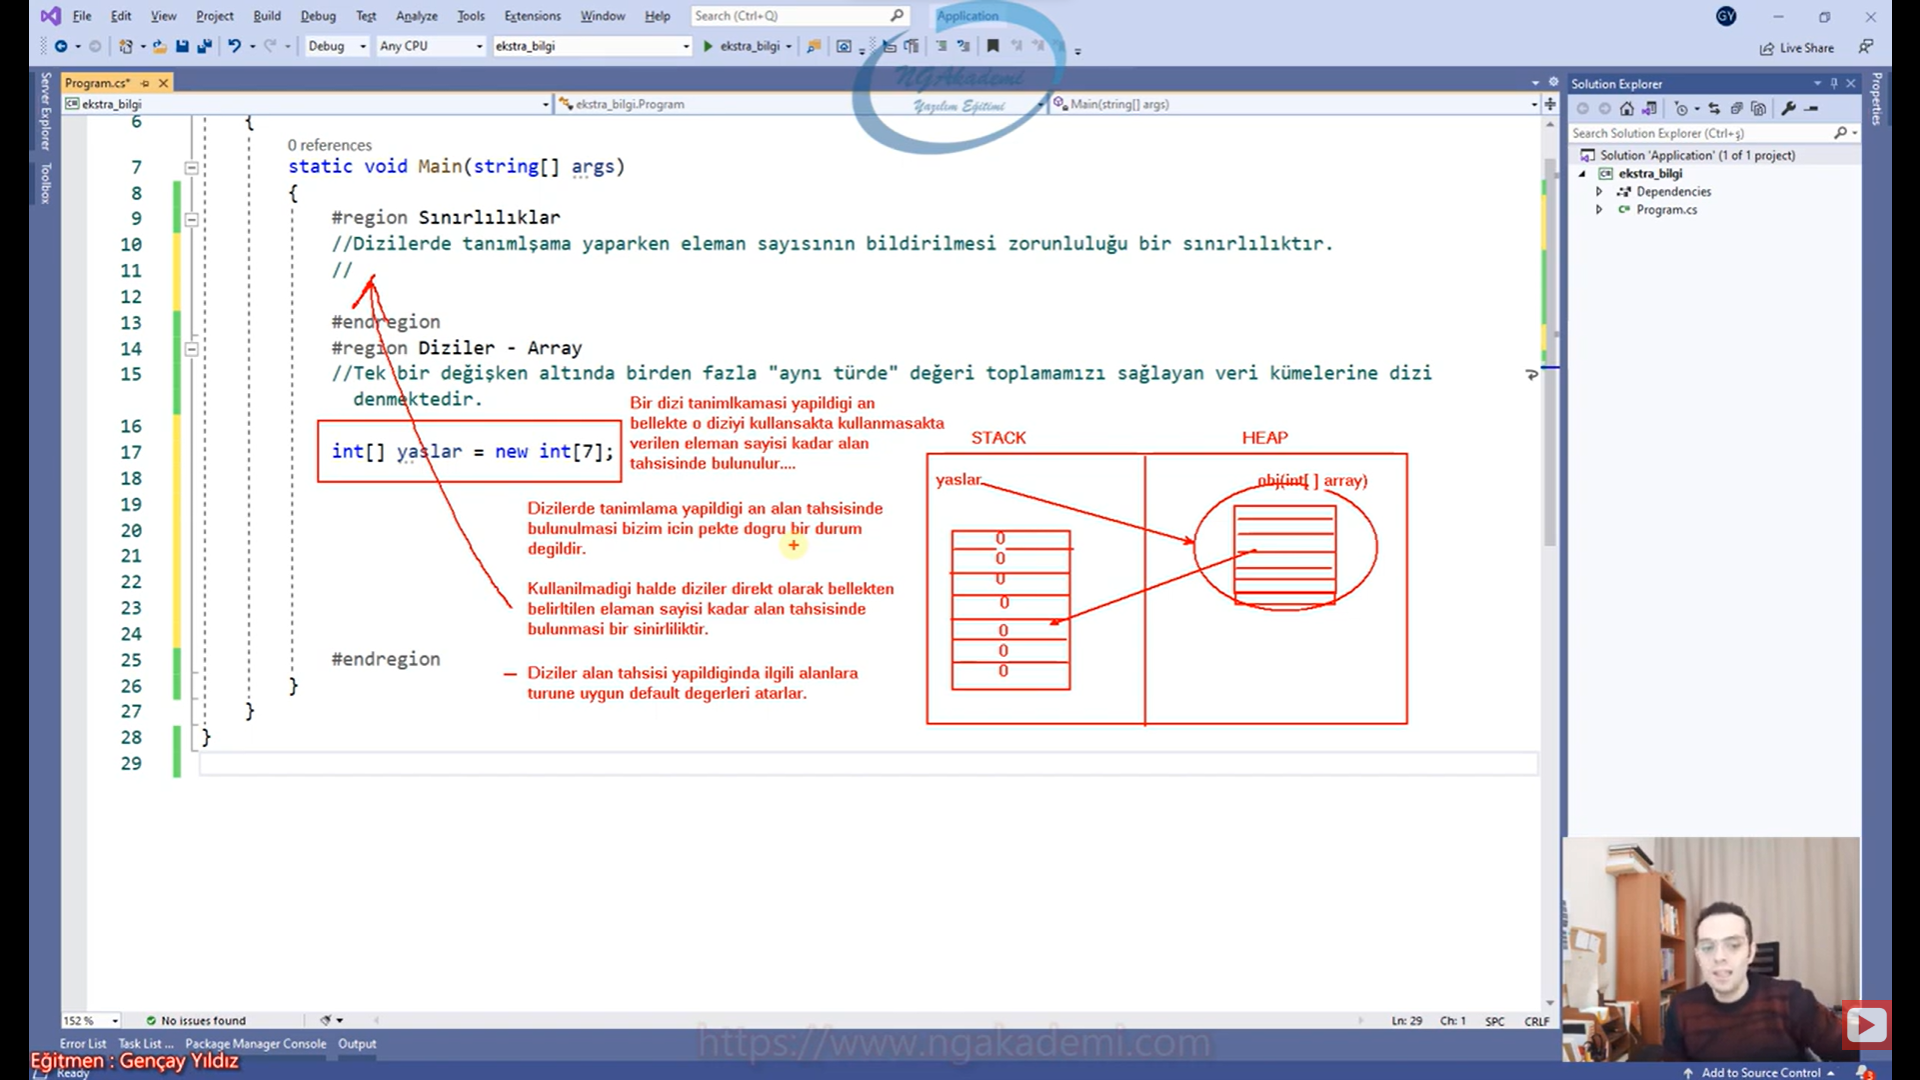 File Edit View Project Build Debug Test Analyze Tools Extensions Window Help Search (Ctrl+Q) Application GY
Debug Any CPU ekstra_bilgi ekstra_bilgi Live Share
NGAkademi
Yazılım Eğitimi
Server Explorer
Toolbox
Program.cs*
ekstra_bilgi ekstra_bilgi.Program Main(string[] args)
6 {
0 references
7 static void Main(string[] args)
8 {
9 #region Sınırlılıklar
10 //Dizilerde tanımlşama yaparken eleman sayısının bildirilmesi zorunluluğu bir sınırlılıktır.
11 //
12
13 #endregion
14 #region Diziler - Array
15 //Tek bir değişken altında birden fazla "aynı türde" değeri toplamamızı sağlayan veri kümelerine dizi
denmektedir.
16
17 int[] yaslar = new int[7];
18
19
20
21
22
23
24
25 #endregion
26 }
27 }
28 }
29
Bir dizi tanimlkamasi yapildigi an
bellekte o diziyi kullansakta kullanmasakta
verilen eleman sayisi kadar alan
tahsisinde bulunulur....
Dizilerde tanimlama yapildigi an alan tahsisinde
bulunulmasi bizim icin pekte dogru bir durum
degildir.
Kullanilmadigi halde diziler direkt olarak bellekten
belirltilen elaman sayisi kadar alan tahsisinde
bulunmasi bir sinirliliktir.
Diziler alan tahsisi yapildiginda ilgili alanlara
turune uygun default degerleri atarlar.
STACK HEAP
yaslar obj(int[ ] array)
0
0
0
0
0
0
0
Solution Explorer
Search Solution Explorer (Ctrl+ş)
Solution 'Application' (1 of 1 project)
ekstra_bilgi
Dependencies
Program.cs
Properties
152 % No issues found Ln: 29 Ch: 1 SPC CRLF
Error List Task List ... Package Manager Console Output
https://www.ngakademi.com
Eğitmen : Gençay Yıldız
Ready Add to Source Control 3